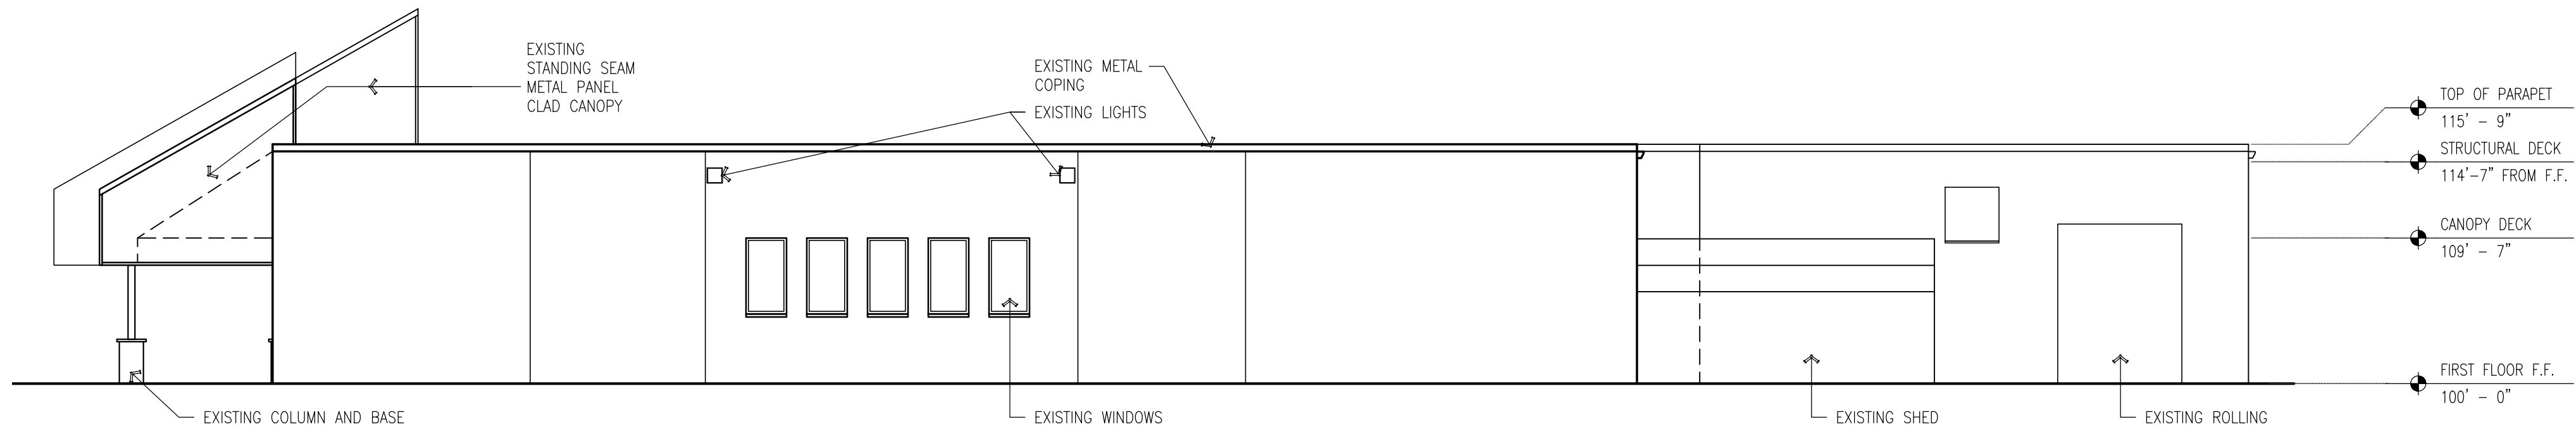 EXISTING
STANDING SEAM
METAL PANEL
CLAD CANOPY
EXISTING METAL
COPING
EXISTING LIGHTS
TOP OF PARAPET
115' - 9"
STRUCTURAL DECK
114'-7" FROM F.F.
CANOPY DECK
109' - 7"
FIRST FLOOR F.F.
100' - 0"
EXISTING COLUMN AND BASE
EXISTING WINDOWS
EXISTING SHED
EXISTING ROLLING